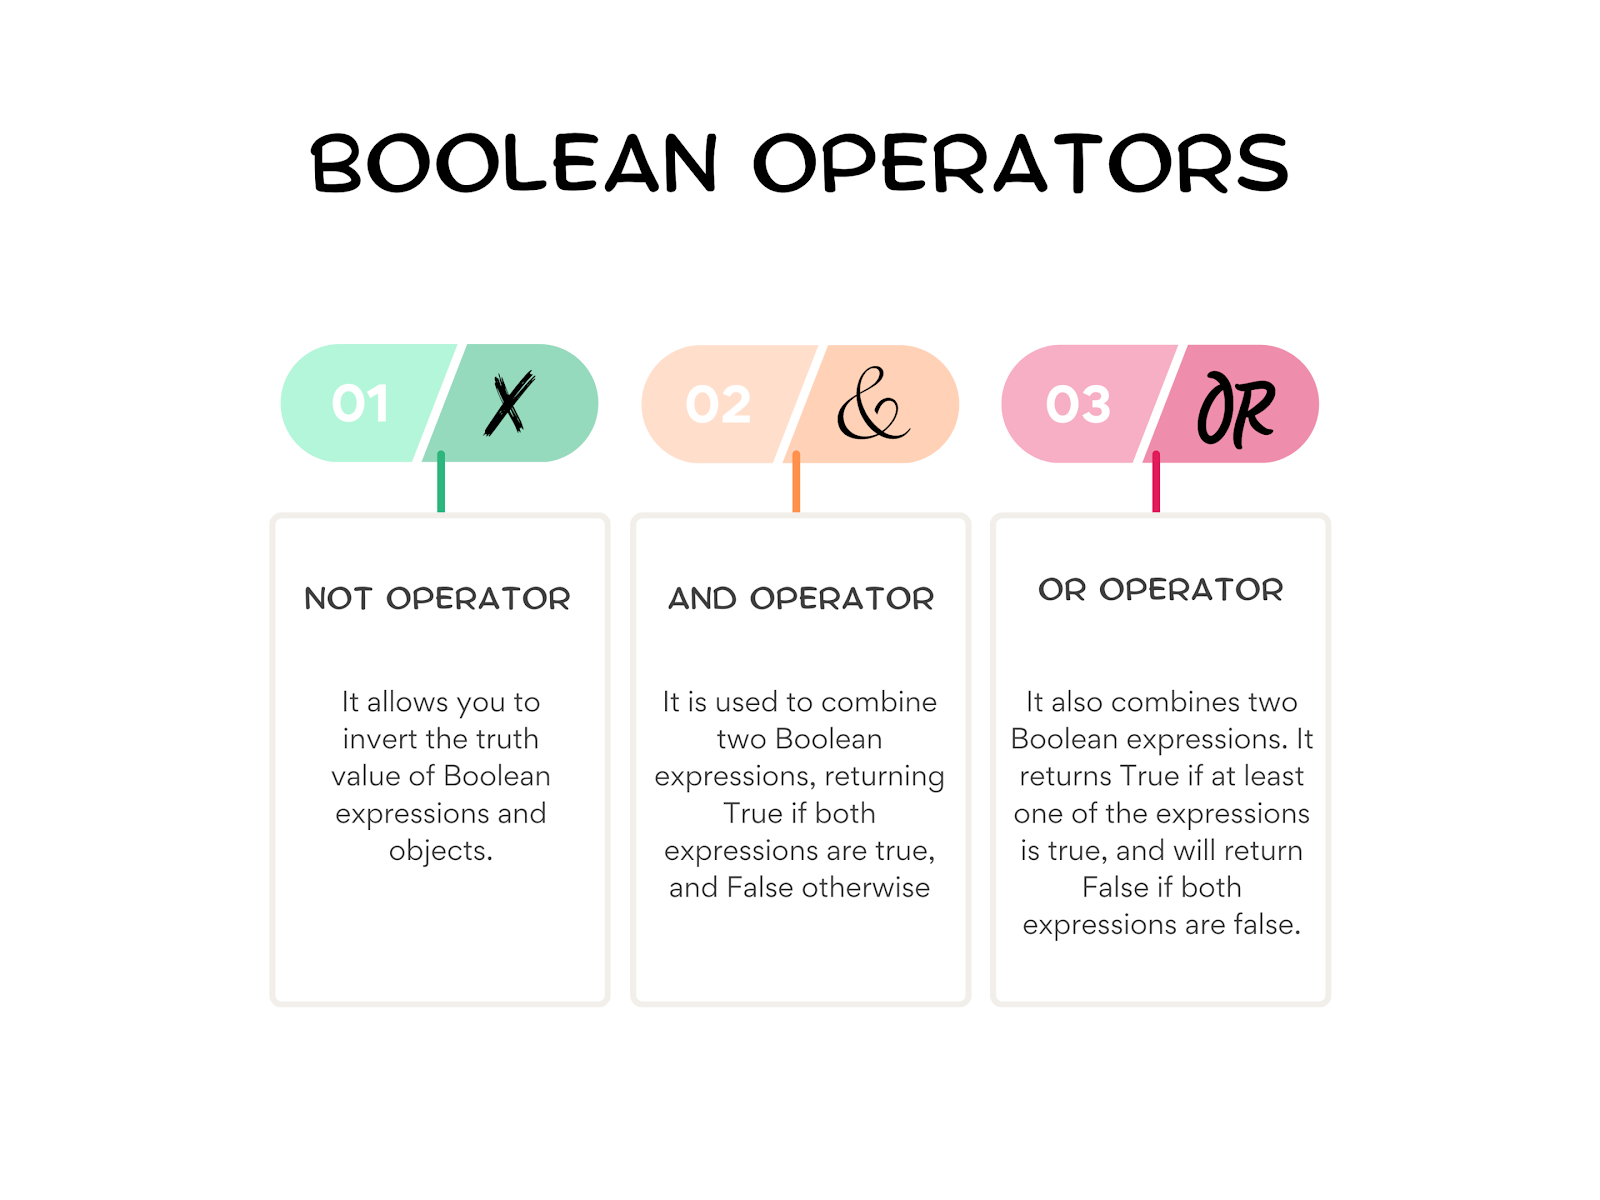 BOOLEAN OPERATORS
01 X
02 &
03 OR
NOT OPERATOR
It allows you to
invert the truth
value of Boolean
expressions and
objects.
AND OPERATOR
It is used to combine
two Boolean
expressions, returning
True if both
expressions are true,
and False otherwise
OR OPERATOR
It also combines two
Boolean expressions. It
returns True if at least
one of the expressions
is true, and will return
False if both
expressions are false.